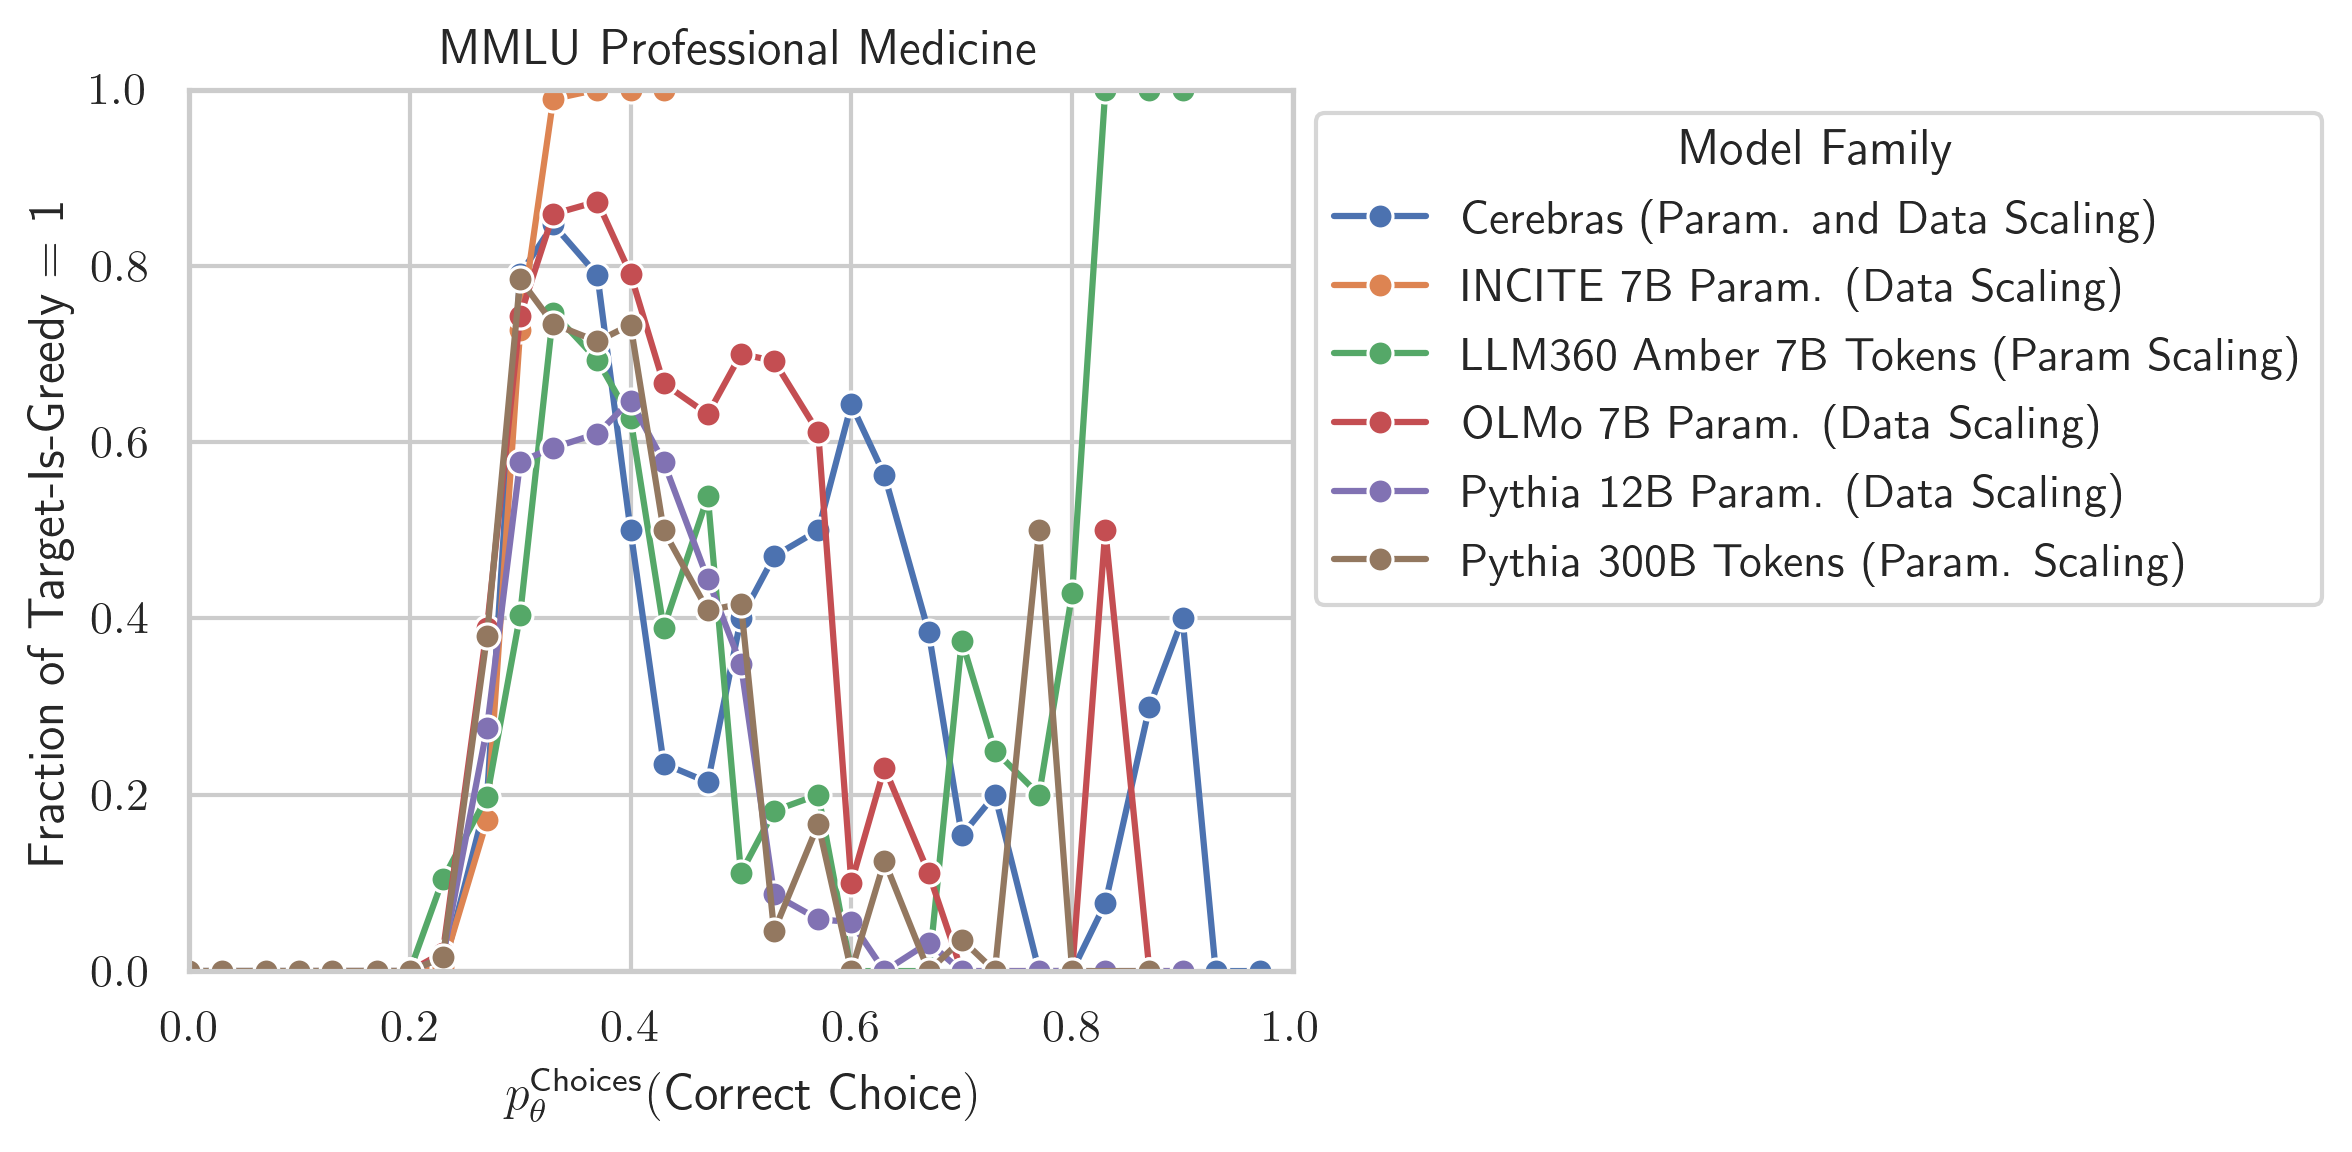 MMLU Professional Medicine
Fraction of Target-Is-Greedy = 1
1.0
0.8
0.6
0.4
0.2
0.0
0.0 0.2 0.4 0.6 0.8 1.0
p_θ^Choices(Correct Choice)
Model Family
Cerebras (Param. and Data Scaling)
INCITE 7B Param. (Data Scaling)
LLM360 Amber 7B Tokens (Param Scaling)
OLMo 7B Param. (Data Scaling)
Pythia 12B Param. (Data Scaling)
Pythia 300B Tokens (Param. Scaling)